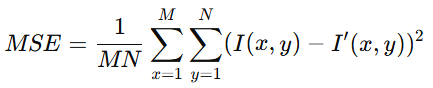 MSE = \frac{1}{MN} \sum_{x=1}^{M} \sum_{y=1}^{N} (I(x, y) - I'(x, y))^2